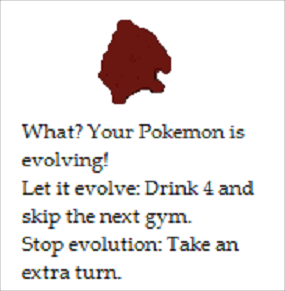 What? Your Pokemon is
evolving!
Let it evolve: Drink 4 and
skip the next gym.
Stop evolution: Take an
extra turn.